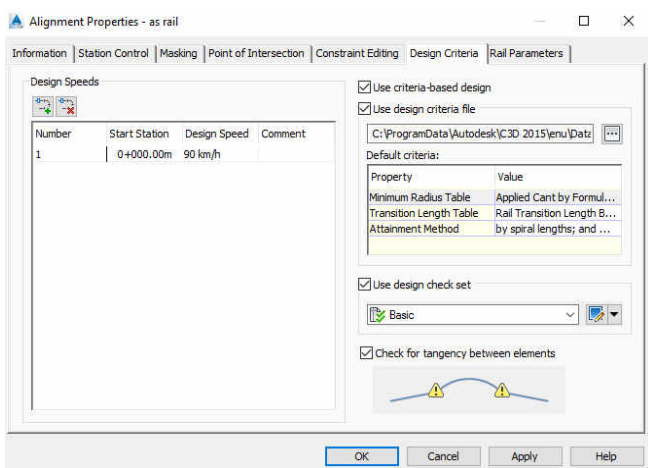 Alignment Properties - as rail
Information Station Control Masking Point of Intersection Constraint Editing Design Criteria Rail Parameters
Design Speeds
Number Start Station Design Speed Comment
1 0+000.00m 90 km/h
Use criteria-based design
Use design criteria file
C:\ProgramData\Autodesk\C3D 2015\enu\Data
...
Default criteria:
Property Value
Minimum Radius Table Applied Cant by Formul...
Transition Length Table Rail Transition Length B...
Attainment Method by spiral lengths; and ...
Use design check set
Basic
Check for tangency between elements
OK Cancel Apply Help